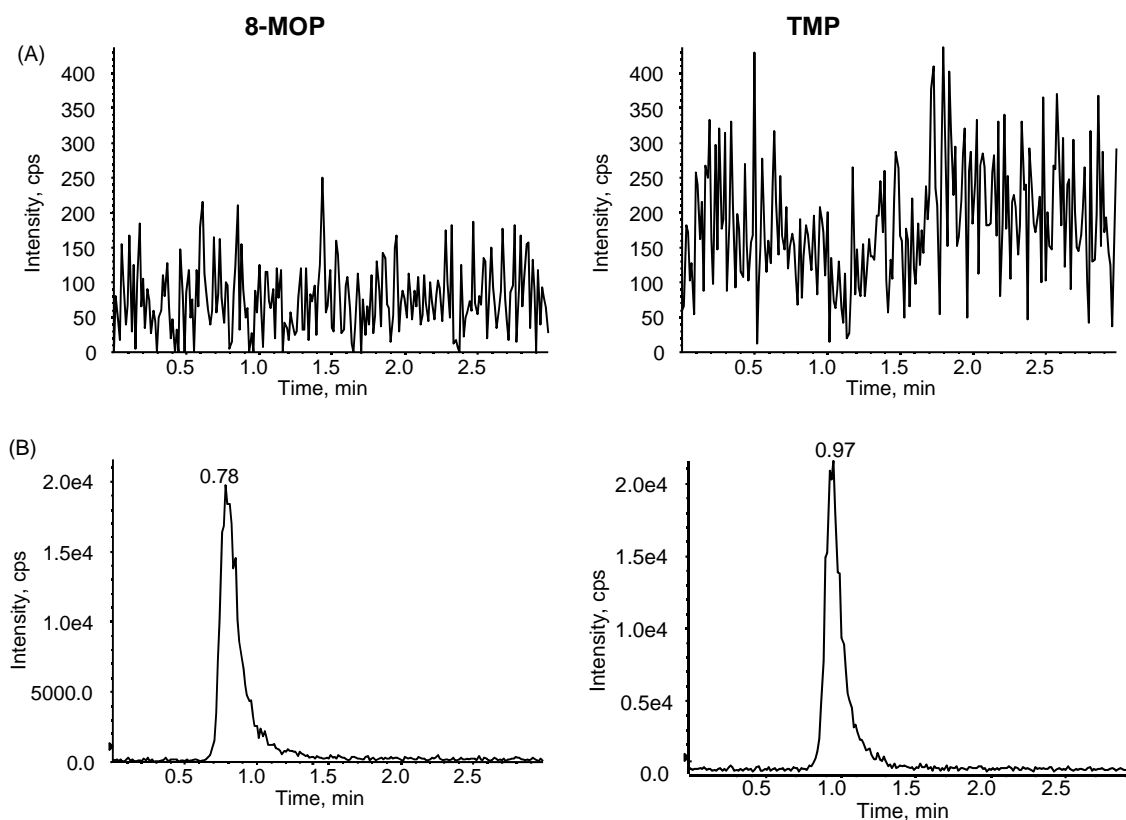 8-MOP
TMP
(A)
400
350
300
250
200
150
100
50
0
Intensity, cps
0.5 1.0 1.5 2.0 2.5
Time, min
400
350
300
250
200
150
100
50
0
Intensity, cps
0.5 1.0 1.5 2.0 2.5
Time, min
(B)
0.78
2.0e4
1.5e4
1.0e4
5000.0
0.0
Intensity, cps
0.5 1.0 1.5 2.0 2.5
Time, min
0.97
2.0e4
1.5e4
1.0e4
0.5e4
0.0
Intensity, cps
0.5 1.0 1.5 2.0 2.5
Time, min